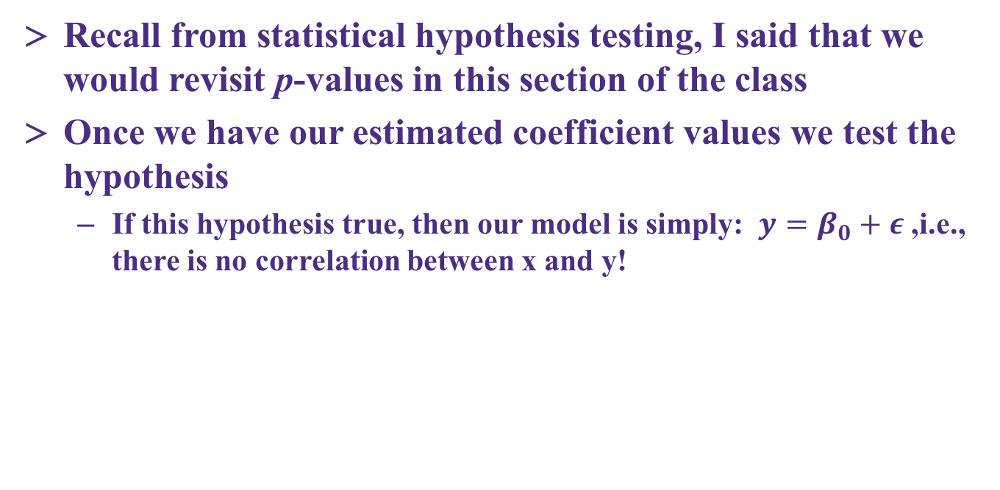 > Recall from statistical hypothesis testing, I said that we
would revisit p-values in this section of the class
> Once we have our estimated coefficient values we test the
hypothesis
– If this hypothesis true, then our model is simply: y = β₀ + ϵ ,i.e.,
there is no correlation between x and y!